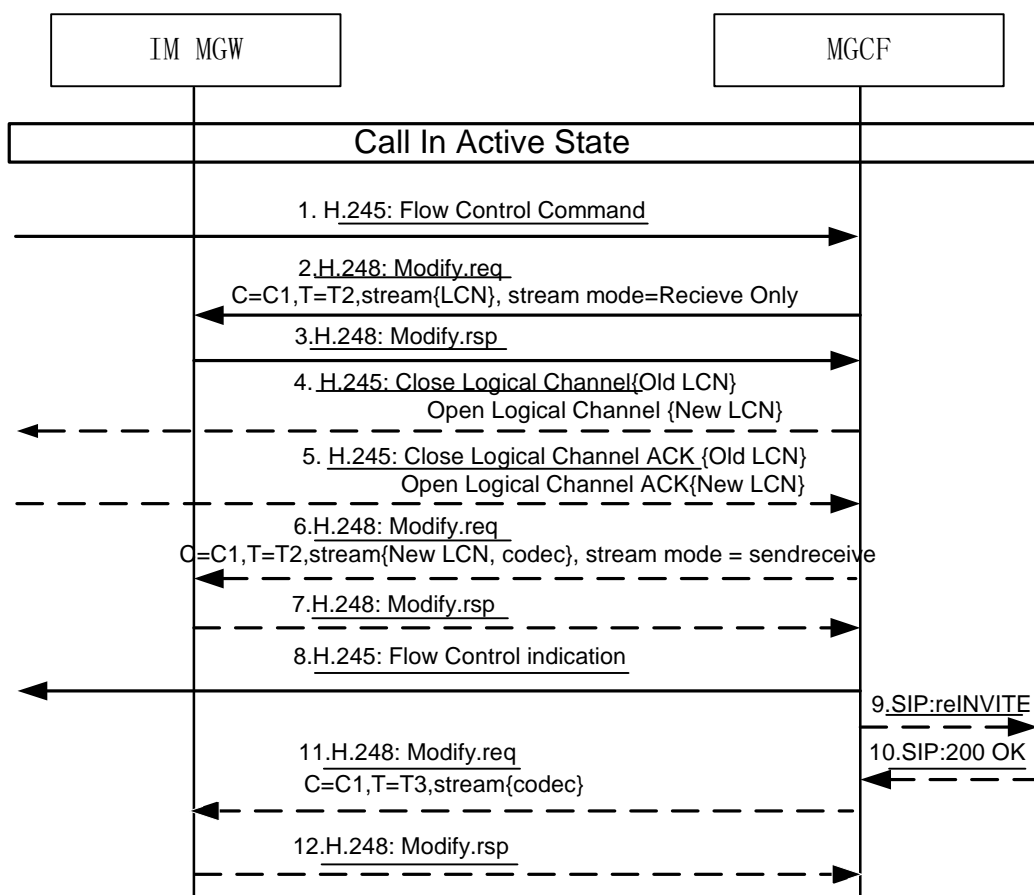 IM MGW
MGCF
Call In Active State
1. H.245: Flow Control Command
2.H.248: Modify.req
C=C1,T=T2,stream{LCN}, stream mode=Recieve Only
3.H.248: Modify.rsp
4. H.245: Close Logical Channel{Old LCN}
Open Logical Channel {New LCN}
5. H.245: Close Logical Channel ACK {Old LCN}
Open Logical Channel ACK{New LCN}
6.H.248: Modify.req
C=C1,T=T2,stream{New LCN, codec}, stream mode = sendreceive
7.H.248: Modify.rsp
8.H.245: Flow Control indication
9.SIP:reINVITE
10.SIP:200 OK
11.H.248: Modify.req
C=C1,T=T3,stream{codec}
12.H.248: Modify.rsp